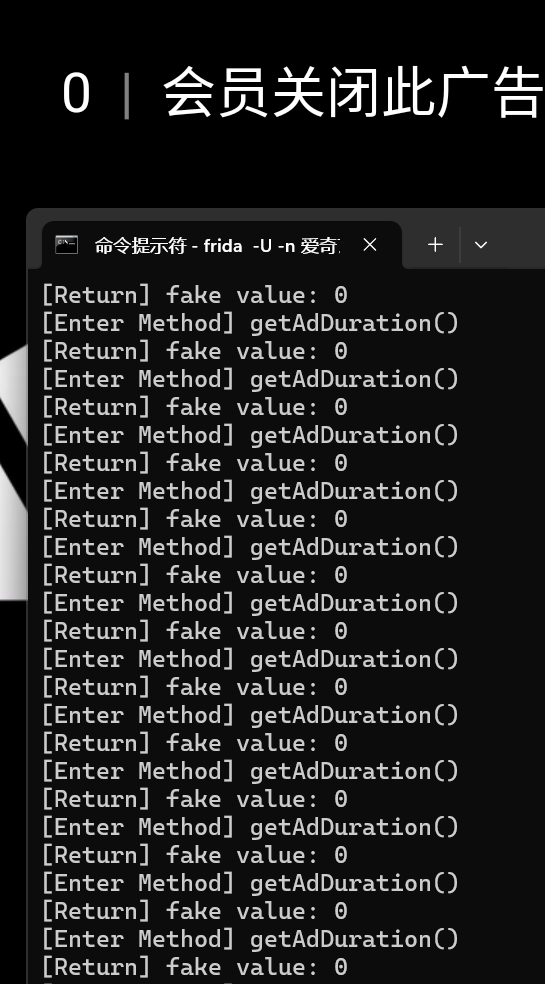 0 | 会员关闭此广告
命令提示符 - frida -U -n 爱奇
[Return] fake value: 0
[Enter Method] getAdDuration()
[Return] fake value: 0
[Enter Method] getAdDuration()
[Return] fake value: 0
[Enter Method] getAdDuration()
[Return] fake value: 0
[Enter Method] getAdDuration()
[Return] fake value: 0
[Enter Method] getAdDuration()
[Return] fake value: 0
[Enter Method] getAdDuration()
[Return] fake value: 0
[Enter Method] getAdDuration()
[Return] fake value: 0
[Enter Method] getAdDuration()
[Return] fake value: 0
[Enter Method] getAdDuration()
[Return] fake value: 0
[Enter Method] getAdDuration()
[Return] fake value: 0
[Enter Method] getAdDuration()
[Return] fake value: 0
[Enter Method] getAdDuration()
[Return] fake value: 0